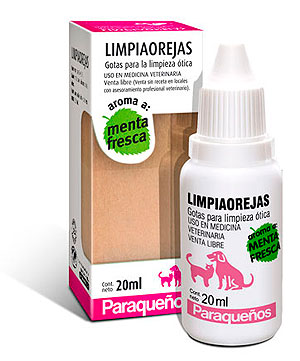 LIMPIAOREJAS
Gotas para la limpieza ótica
USO EN MEDICINA VETERINARIA
Venta libre (Venta sin receta en locales
con asesoramiento profesional veterinario).
aroma a:
menta
fresca
Cont.
neto 20ml
Paraqueños
LIMPIAOREJAS
Gotas para limpieza ótica
USO EN MEDICINA
VETERINARIA
VENTA LIBRE
aroma a:
MENTA
FRESCA
Cont.
neto 20ml
Paraqueños